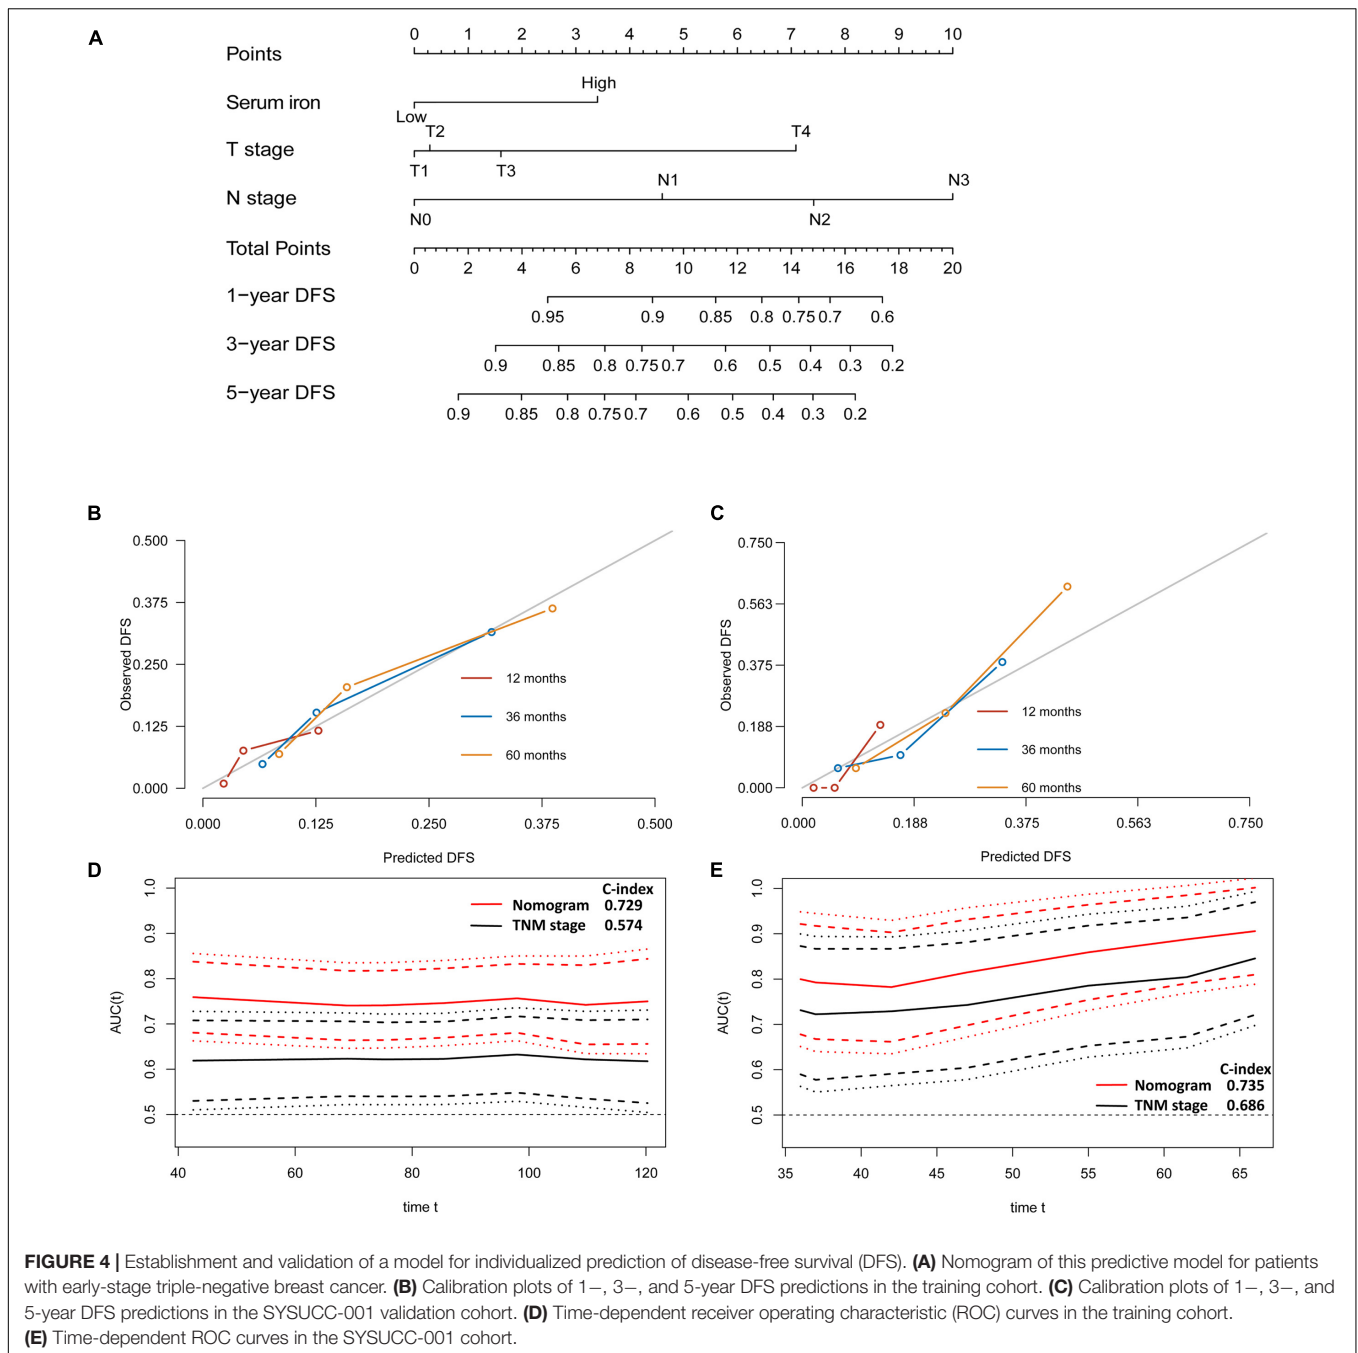 A
0 1 2 3 4 5 6 7 8 9 10
Points
High
Serum iron
Low
T2 T4
T stage
T1 T3
N1 N3
N stage
N0 N2
Total Points
0 2 4 6 8 10 12 14 16 18 20
1−year DFS
0.95 0.9 0.85 0.8 0.75 0.7 0.6
3−year DFS
0.9 0.85 0.8 0.75 0.7 0.6 0.5 0.4 0.3 0.2
5−year DFS
0.9 0.85 0.8 0.75 0.7 0.6 0.5 0.4 0.3 0.2
B
Observed DFS
0.500
0.375
0.250
0.125
0.000
12 months
36 months
60 months
0.000 0.125 0.250 0.375 0.500
Predicted DFS
C
Observed DFS
0.750
0.563
0.375
0.188
0.000
12 months
36 months
60 months
0.000 0.188 0.375 0.563 0.750
Predicted DFS
D
AUC(t)
1.0
0.9
0.8
0.7
0.6
0.5
C-index
Nomogram 0.729
TNM stage 0.574
40 60 80 100 120
time t
E
AUC(t)
1.0
0.9
0.8
0.7
0.6
0.5
C-index
Nomogram 0.735
TNM stage 0.686
35 40 45 50 55 60 65
time t
FIGURE 4 | Establishment and validation of a model for individualized prediction of disease-free survival (DFS). (A) Nomogram of this predictive model for patients
with early-stage triple-negative breast cancer. (B) Calibration plots of 1−, 3−, and 5-year DFS predictions in the training cohort. (C) Calibration plots of 1−, 3−, and
5-year DFS predictions in the SYSUCC-001 validation cohort. (D) Time-dependent receiver operating characteristic (ROC) curves in the training cohort.
(E) Time-dependent ROC curves in the SYSUCC-001 cohort.